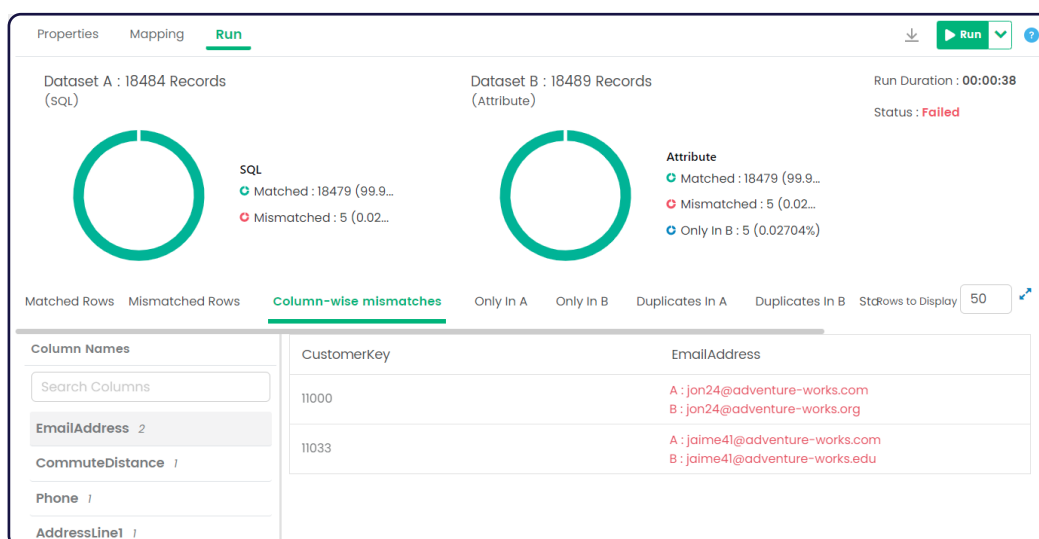 Properties Mapping Run
Run
?
Dataset A : 18484 Records
(SQL)
Dataset B : 18489 Records
(Attribute)
Run Duration : 00:00:38
Status : Failed
SQL
Matched : 18479 (99.9...
Mismatched : 5 (0.02...
Attribute
Matched : 18479 (99.9...
Mismatched : 5 (0.02...
Only In B : 5 (0.02704%)
Matched Rows Mismatched Rows Column-wise mismatches Only In A Only In B Duplicates In A Duplicates In B Sta Rows to Display 50
Column Names
Search Columns
EmailAddress 2
CommuteDistance 1
Phone 1
AddressLine1 1
CustomerKey EmailAddress
11000
A : jon24@adventure-works.com
B : jon24@adventure-works.org
11033
A : jaime41@adventure-works.com
B : jaime41@adventure-works.edu